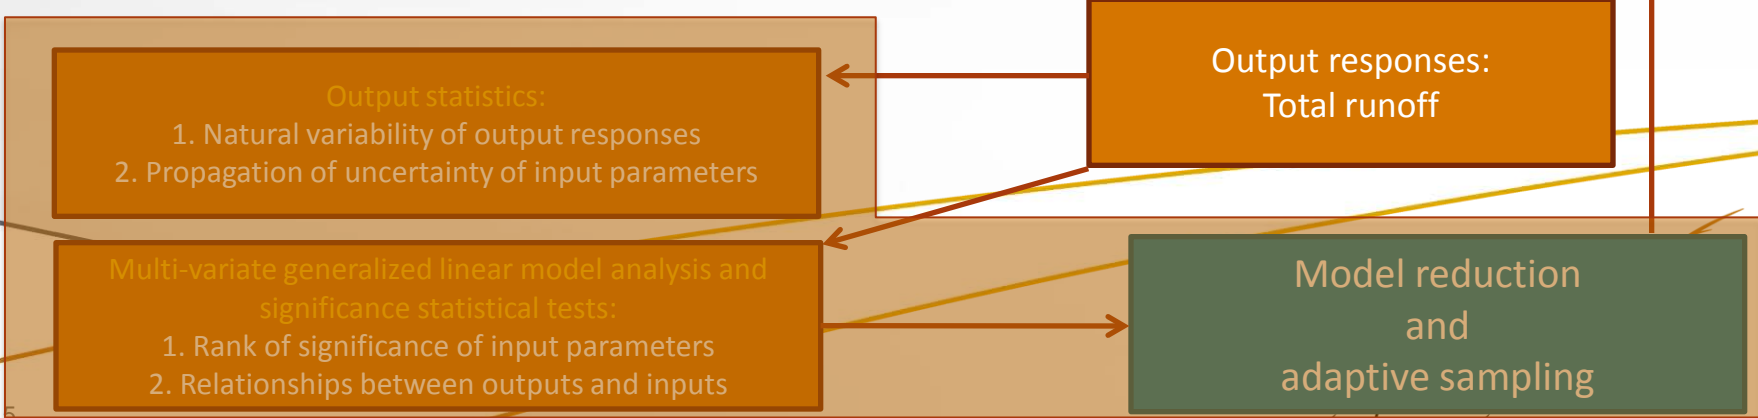 Output responses:
Total runoff
Output statistics:
1. Natural variability of output responses
2. Propagation of uncertainty of input parameters
Multi-variate generalized linear model analysis and
significance statistical tests:
1. Rank of significance of input parameters
2. Relationships between outputs and inputs
Model reduction
and
adaptive sampling